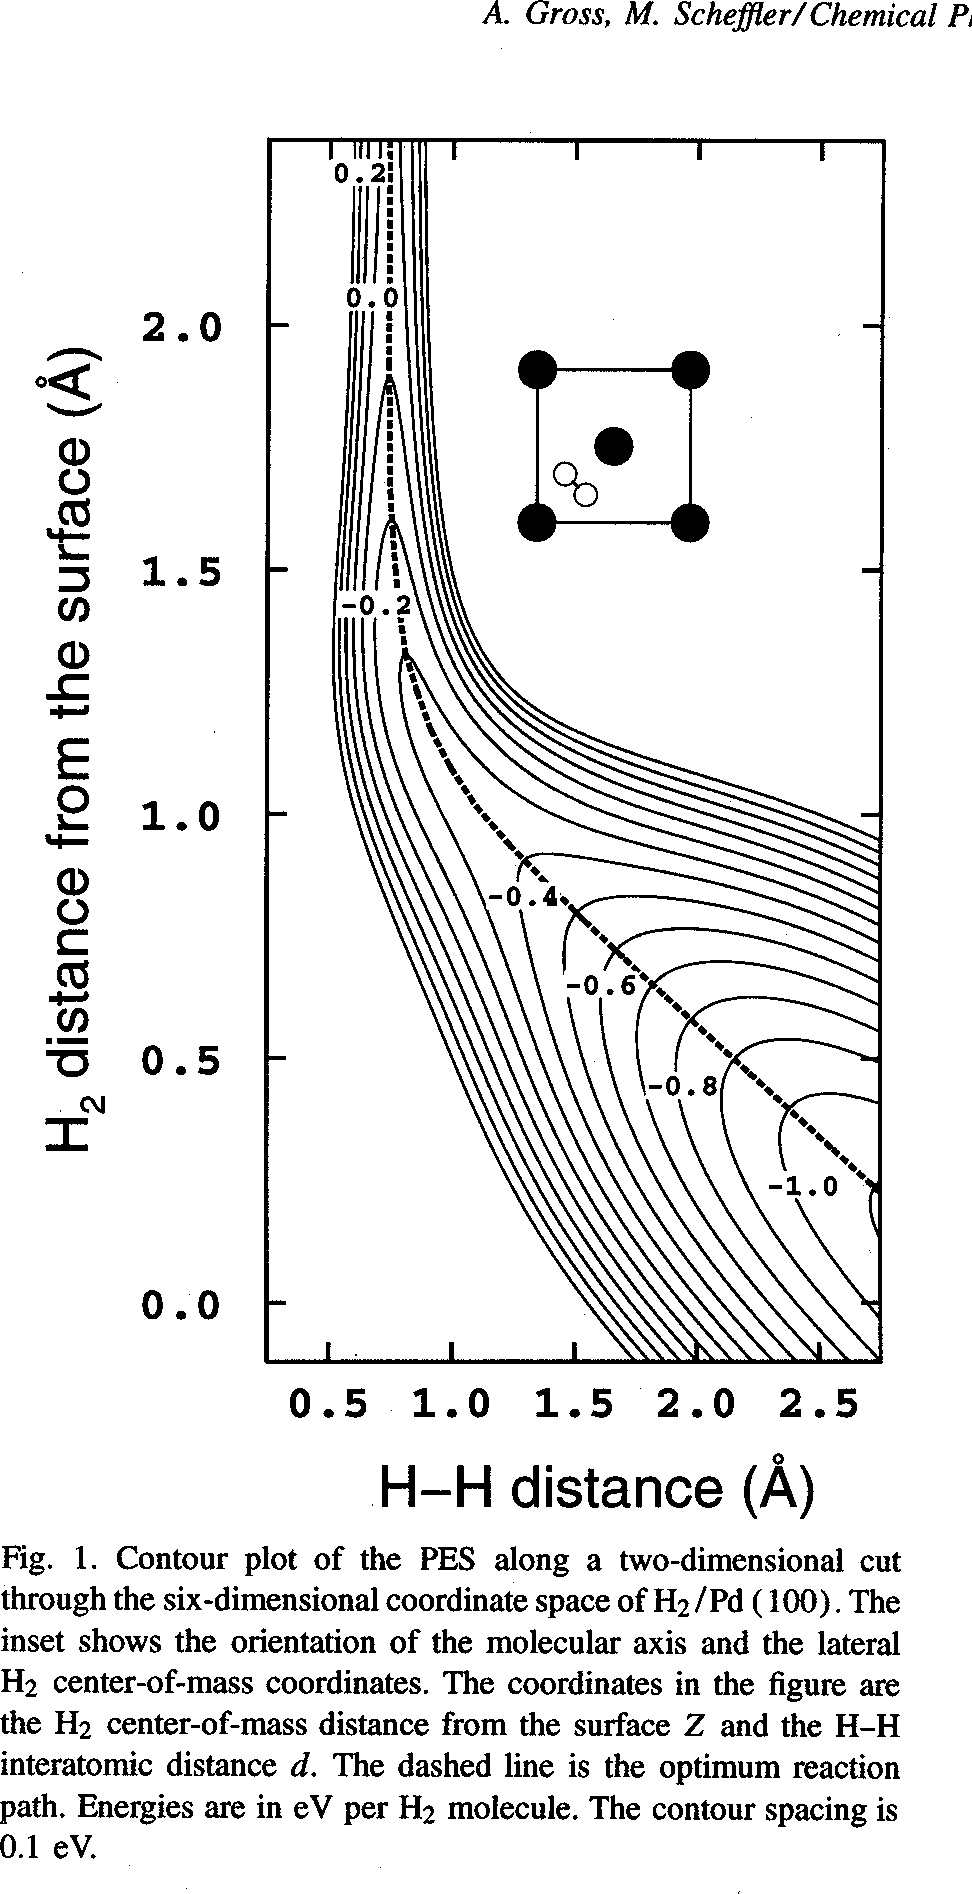 A. Gross, M. Scheffler/Chemical
0.2
0.0
2.0
1.5
-0.2
1.0
-0.4
-0.6
0.5
-0.8
-1.0
0.0
H2 distance from the surface (Å)
0.5 1.0 1.5 2.0 2.5
H–H distance (Å)
Fig. 1. Contour plot of the PES along a two-dimensional cut
through the six-dimensional coordinate space of H2/Pd (100). The
inset shows the orientation of the molecular axis and the lateral
H2 center-of-mass coordinates. The coordinates in the figure are
the H2 center-of-mass distance from the surface Z and the H–H
interatomic distance d. The dashed line is the optimum reaction
path. Energies are in eV per H2 molecule. The contour spacing is
0.1 eV.